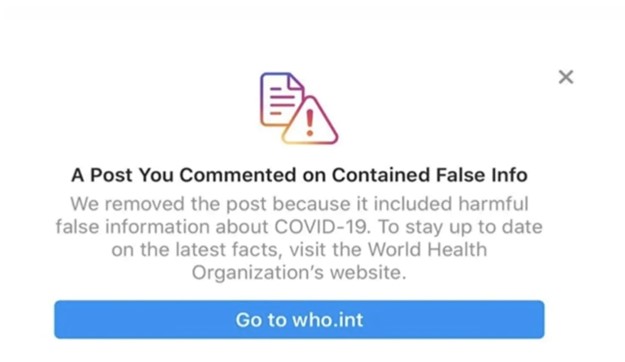 A Post You Commented on Contained False Info
We removed the post because it included harmful
false information about COVID-19. To stay up to date
on the latest facts, visit the World Health
Organization's website.
Go to who.int